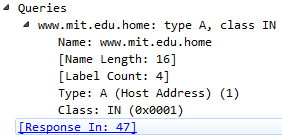 Queries
www.mit.edu.home: type A, class IN
Name: www.mit.edu.home
[Name Length: 16]
[Label Count: 4]
Type: A (Host Address) (1)
Class: IN (0x0001)
[Response In: 47]